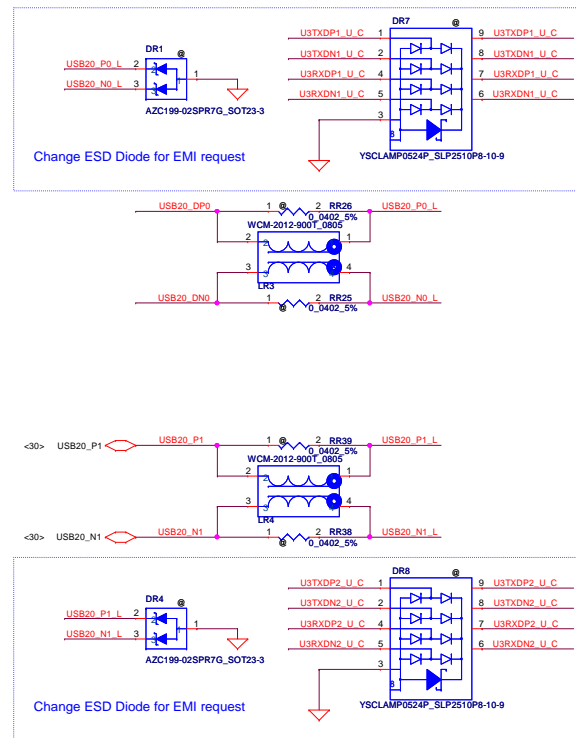 DR1 @
USB20_P0_L 2 1
USB20_N0_L 3
AZC199-02SPR7G_SOT23-3
Change ESD Diode for EMI request
DR7 @
U3TXDP1_U_C 1 9 U3TXDP1_U_C
U3TXDN1_U_C 2 8 U3TXDN1_U_C
U3RXDP1_U_C 4 7 U3RXDP1_U_C
U3RXDN1_U_C 5 6 U3RXDN1_U_C
3
8
YSCLAMP0524P_SLP2510P8-10-9
USB20_DP0 1 @ 2 RR26 USB20_P0_L
0_0402_5%
WCM-2012-900T_0805
2 1
3 4
LR3
USB20_DN0 1 @ 2 RR25 USB20_N0_L
0_0402_5%
<30> USB20_P1 USB20_P1 1 @ 2 RR39 USB20_P1_L
0_0402_5%
WCM-2012-900T_0805
2 1
3 4
LR4
<30> USB20_N1 USB20_N1 1 @ 2 RR38 USB20_N1_L
0_0402_5%
DR4 @
USB20_P1_L 2 1
USB20_N1_L 3
AZC199-02SPR7G_SOT23-3
Change ESD Diode for EMI request
DR8 @
U3TXDP2_U_C 1 9 U3TXDP2_U_C
U3TXDN2_U_C 2 8 U3TXDN2_U_C
U3RXDP2_U_C 4 7 U3RXDP2_U_C
U3RXDN2_U_C 5 6 U3RXDN2_U_C
3
8
YSCLAMP0524P_SLP2510P8-10-9